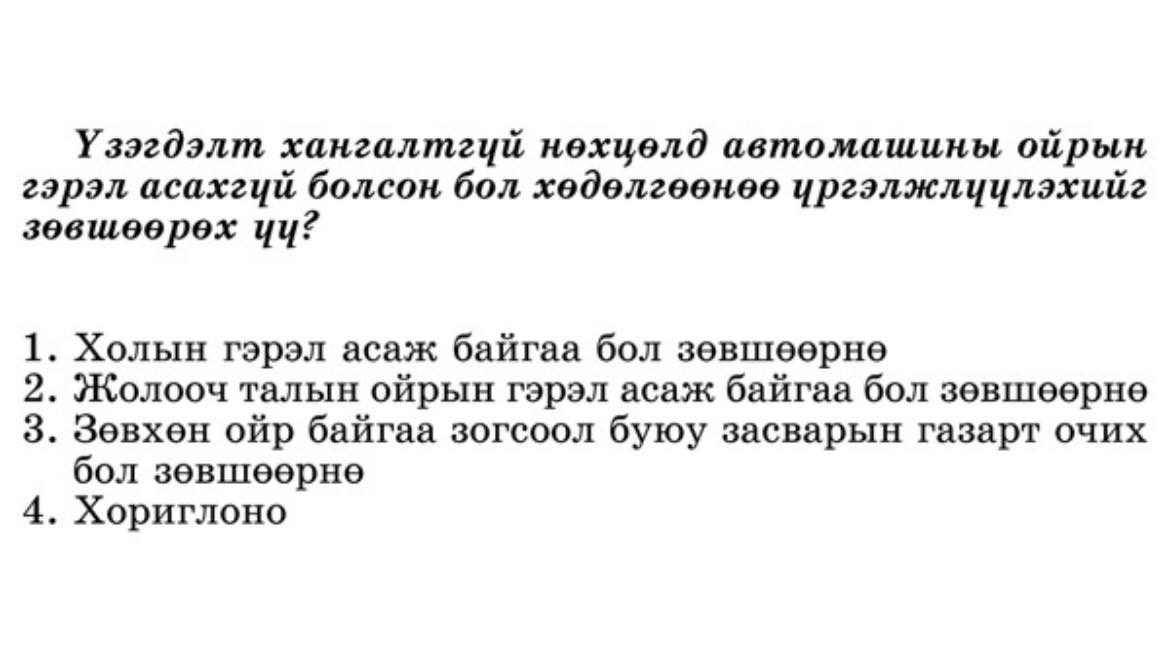 Үзэгдэлт хангалтгүй нөхцөлд автомашины ойрын
гэрэл асахгүй болсон бол хөдөлгөөнөө үргэлжлүүлэхийг
зөвшөөрөх үү?
1. Холын гэрэл асаж байгаа бол зөвшөөрнө
2. Жолооч талын ойрын гэрэл асаж байгаа бол зөвшөөрнө
3. Зөвхөн ойр байгаа зогсоол буюу засварын газарт очих
бол зөвшөөрнө
4. Хориглоно